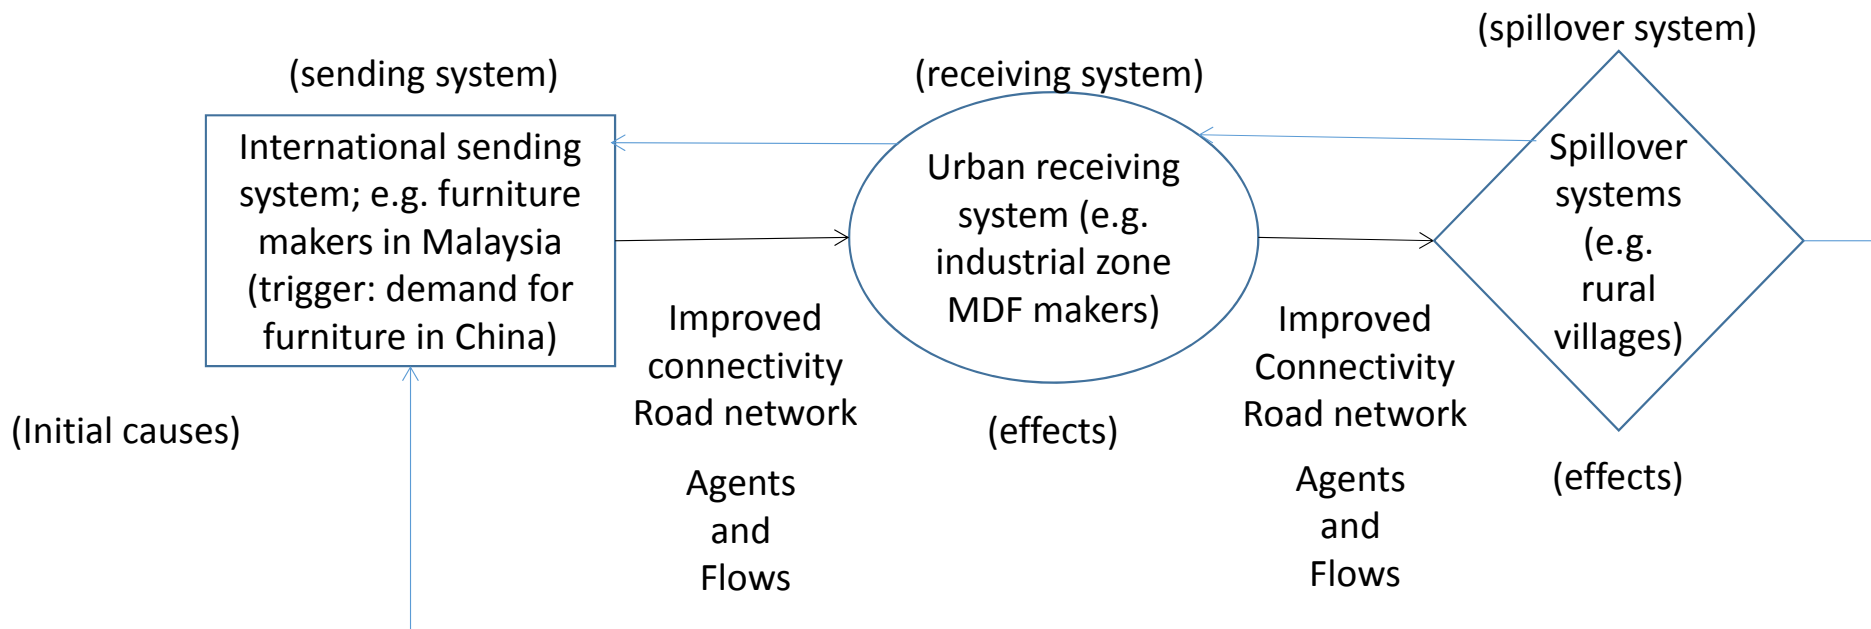 (spillover system)
(sending system)
(receiving system)
International sending
system; e.g. furniture
makers in Malaysia
(trigger: demand for
furniture in China)
Urban receiving
system (e.g.
industrial zone
MDF makers)
Spillover
systems
(e.g.
rural
villages)
Improved
connectivity
Road network
Improved
Connectivity
Road network
(Initial causes)
(effects)
(effects)
Agents
and
Flows
Agents
and
Flows